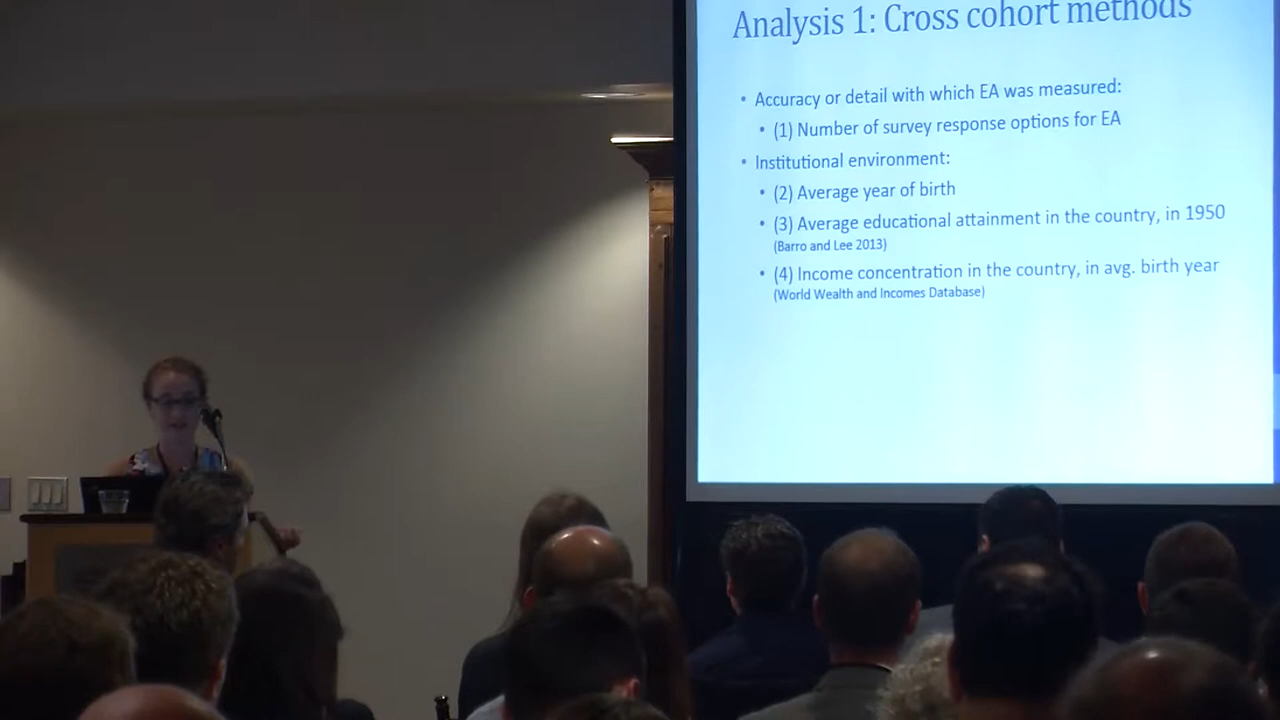 Analysis 1: Cross cohort methods
• Accuracy or detail with which EA was measured:
• (1) Number of survey response options for EA
• Institutional environment:
• (2) Average year of birth
• (3) Average educational attainment in the country, in 1950
(Barro and Lee 2013)
• (4) Income concentration in the country, in avg. birth year
(World Wealth and Incomes Database)